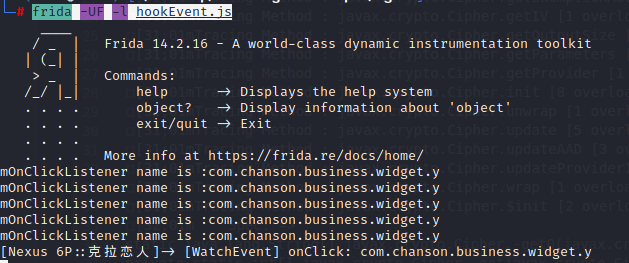 # frida -UF -l hookEvent.js
____
/ _  |   Frida 14.2.16 - A world-class dynamic instrumentation toolkit
| (_| |
> _  |   Commands:
/_/ |_|       help      -> Displays the help system
. . . .       object?   -> Display information about 'object'
. . . .       exit/quit -> Exit
. . . .
. . . .   More info at https://frida.re/docs/home/
mOnClickListener name is :com.chanson.business.widget.y
mOnClickListener name is :com.chanson.business.widget.y
mOnClickListener name is :com.chanson.business.widget.y
mOnClickListener name is :com.chanson.business.widget.y
mOnClickListener name is :com.chanson.business.widget.y
[Nexus 6P::克拉恋人]-> [WatchEvent] onClick: com.chanson.business.widget.y